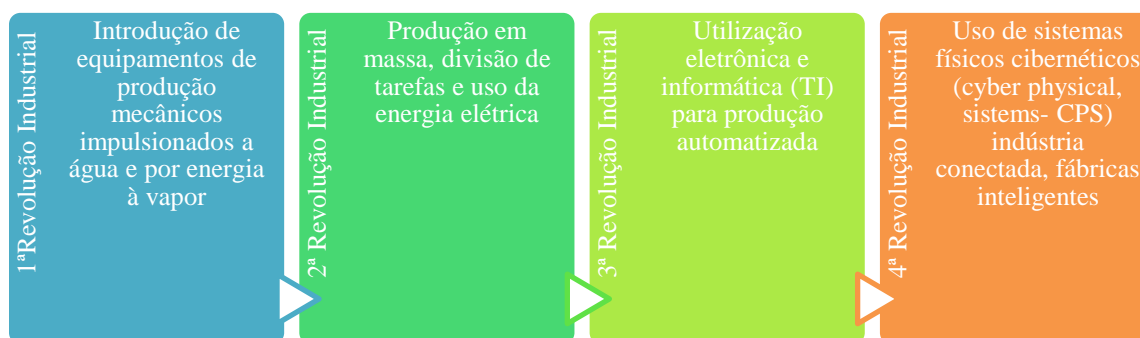 1ªRevolução Industrial
Introdução de
equipamentos de
produção
mecânicos
impulsionados a
água e por energia
à vapor
2ª Revolução Industrial
Produção em
massa, divisão de
tarefas e uso da
energia elétrica
3ª Revolução Industrial
Utilização
eletrônica e
informática (TI)
para produção
automatizada
4ª Revolução Industrial
Uso de sistemas
físicos cibernéticos
(cyber physical,
sistems- CPS)
indústria
conectada, fábricas
inteligentes